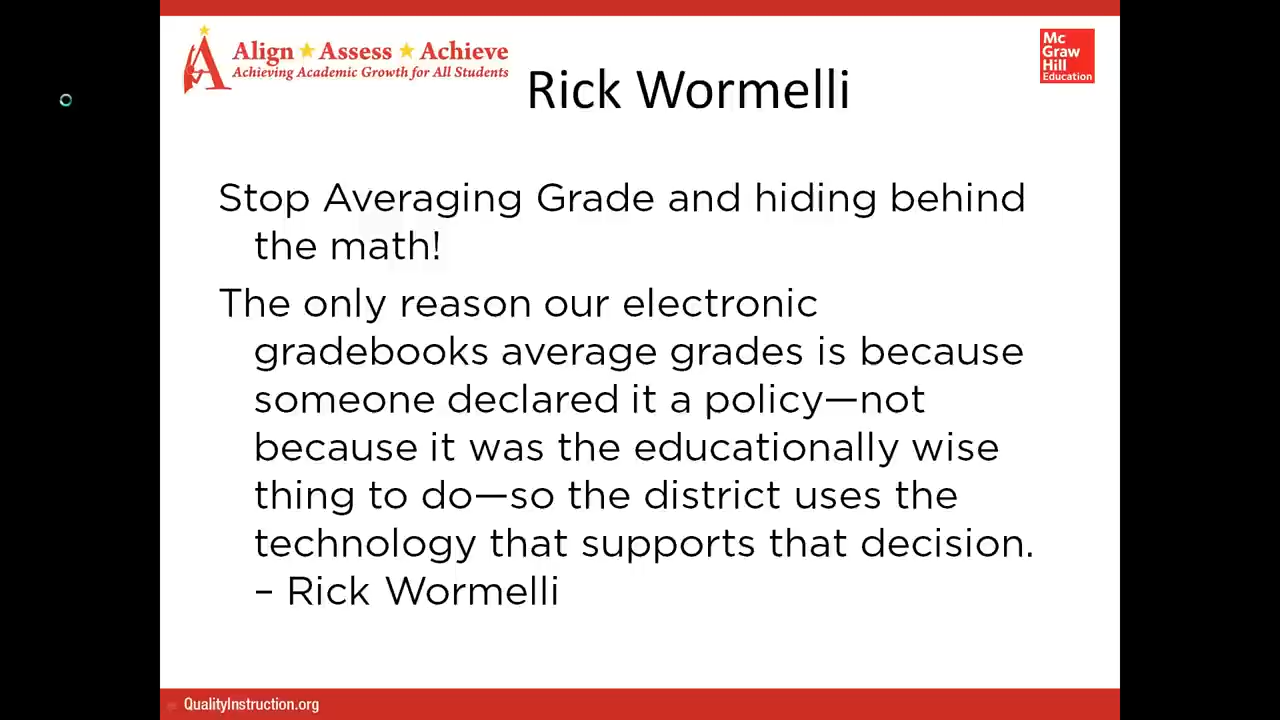 Align ★ Assess ★ Achieve
Achieving Academic Growth for All Students
Mc
Graw
Hill
Education
Rick Wormelli
Stop Averaging Grade and hiding behind
the math!
The only reason our electronic
gradebooks average grades is because
someone declared it a policy—not
because it was the educationally wise
thing to do—so the district uses the
technology that supports that decision.
– Rick Wormelli
QualityInstruction.org